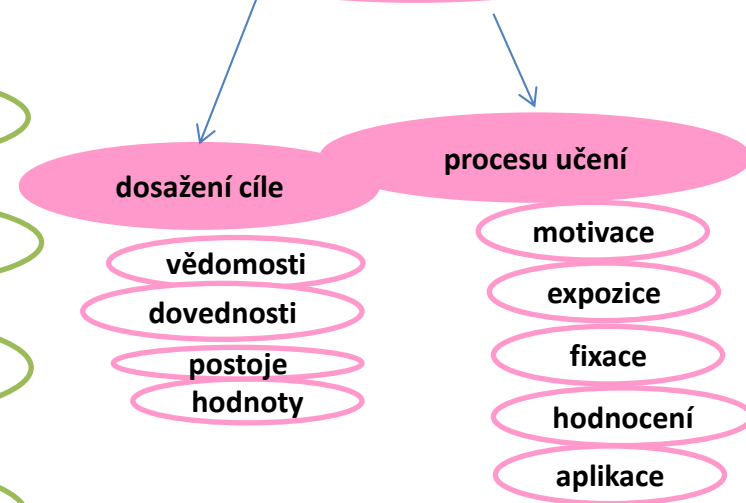 dosažení cíle
vědomosti
dovednosti
postoje
hodnoty
procesu učení
motivace
expozice
fixace
hodnocení
aplikace